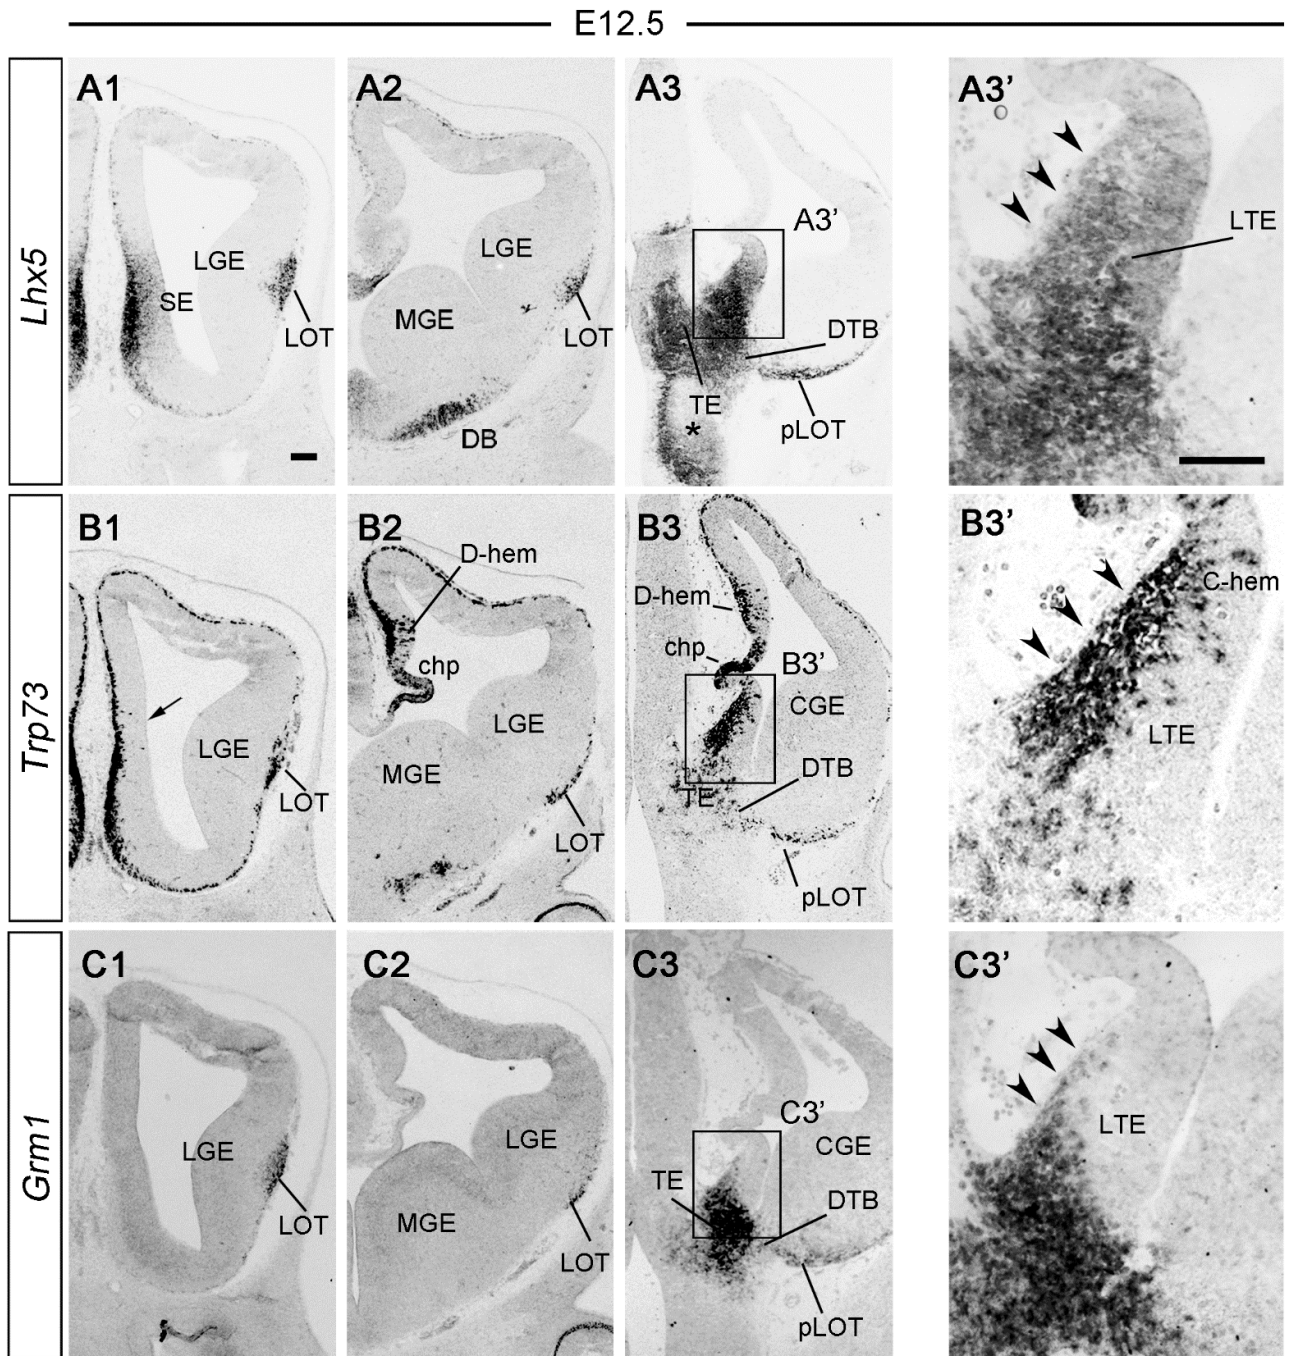 E12.5
Lhx5
A1
LGE
SE
LOT
A2
LGE
MGE
LOT
DB
A3
A3’
DTB
TE
*
pLOT
A3’
LTE
Trp73
B1
LGE
LOT
B2
D-hem
chp
LGE
MGE
LOT
B3
D-hem
chp
B3’
CGE
DTB
TE
pLOT
B3’
C-hem
LTE
Grm1
C1
LGE
LOT
C2
LGE
MGE
LOT
C3
C3’
CGE
TE
DTB
pLOT
C3’
LTE